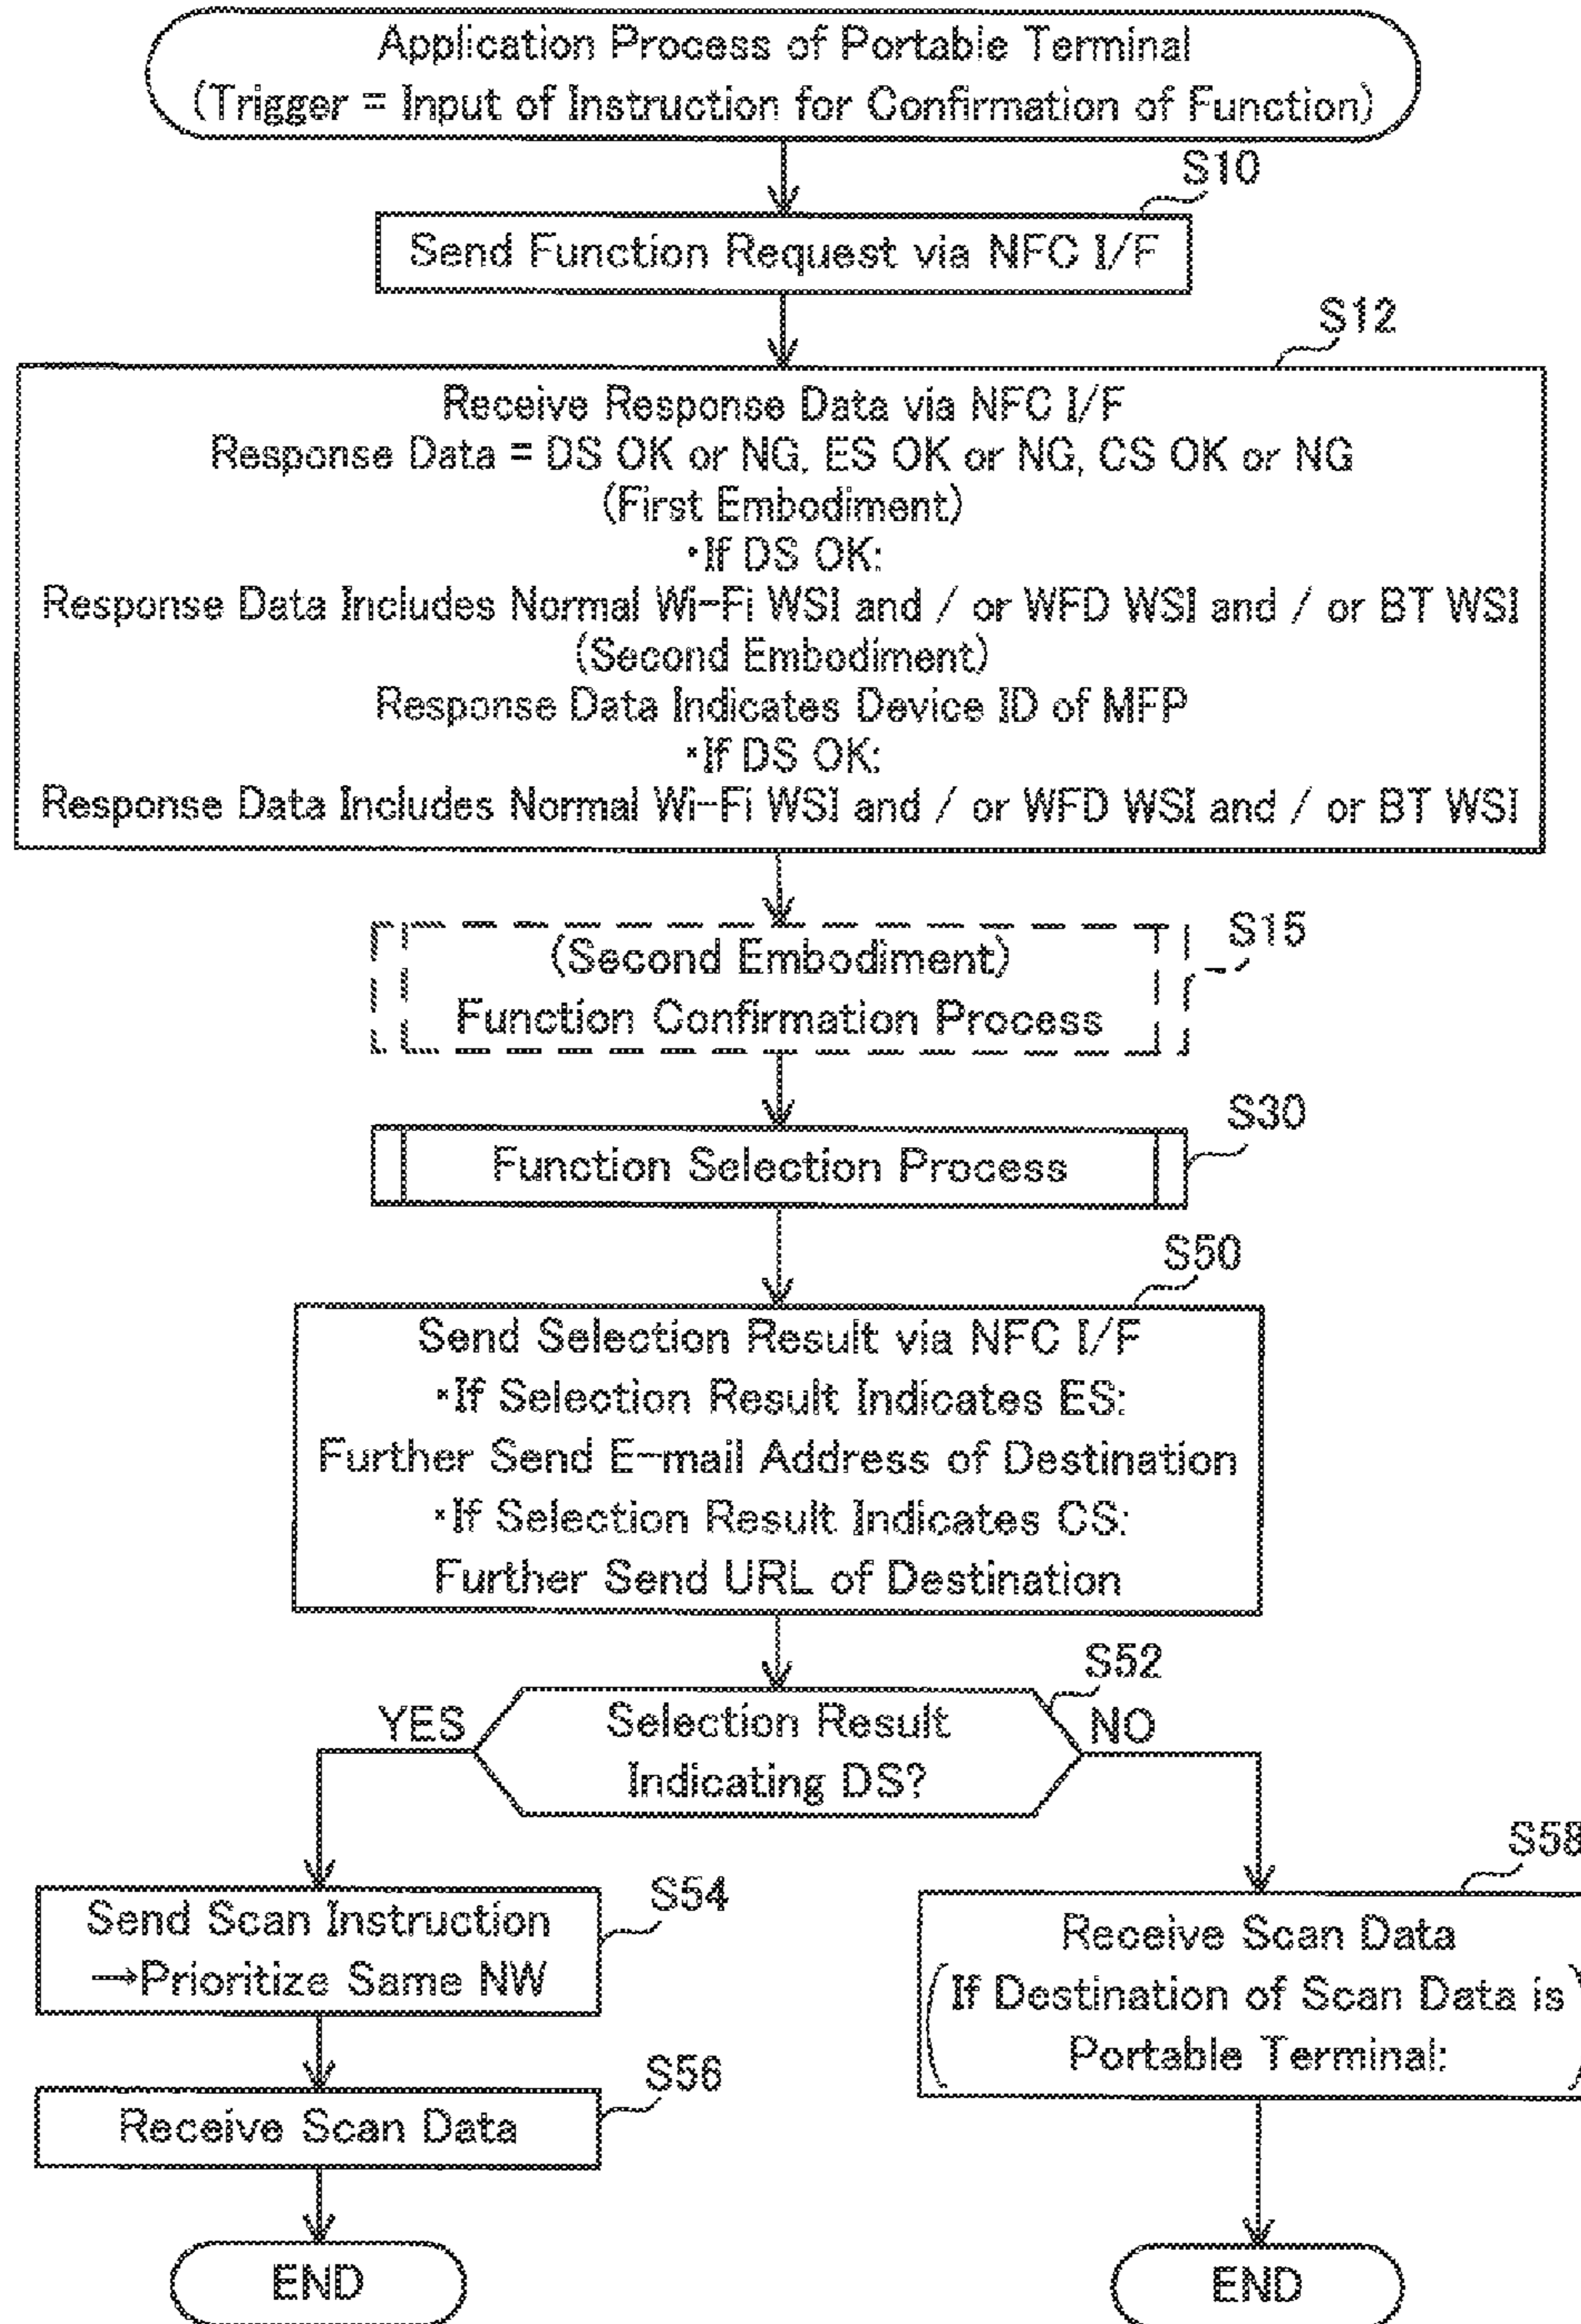 Application Process of Portable Terminal
(Trigger = Input of Instruction for Confirmation of Function)
S10
Send Function Request via NFC I/F
S12
Receive Response Data via NFC I/F
Response Data = DS OK or NG, ES OK or NG, CS OK or NG
(First Embodiment)
・If DS OK:
Response Data Includes Normal Wi-Fi WSI and / or WFD WSI and / or BT WSI
(Second Embodiment)
Response Data Indicates Device ID of MFP
・If DS OK:
Response Data Includes Normal Wi-Fi WSI and / or WFD WSI and / or BT WSI
S15
(Second Embodiment)
Function Confirmation Process
S30
Function Selection Process
S50
Send Selection Result via NFC I/F
・If Selection Result Indicates ES:
Further Send E-mail Address of Destination
・If Selection Result Indicates CS:
Further Send URL of Destination
S52
YES
Selection Result
Indicating DS?
NO
S54
Send Scan Instruction
→Prioritize Same NW
S56
Receive Scan Data
END
S58
Receive Scan Data
(If Destination of Scan Data is
Portable Terminal:)
END